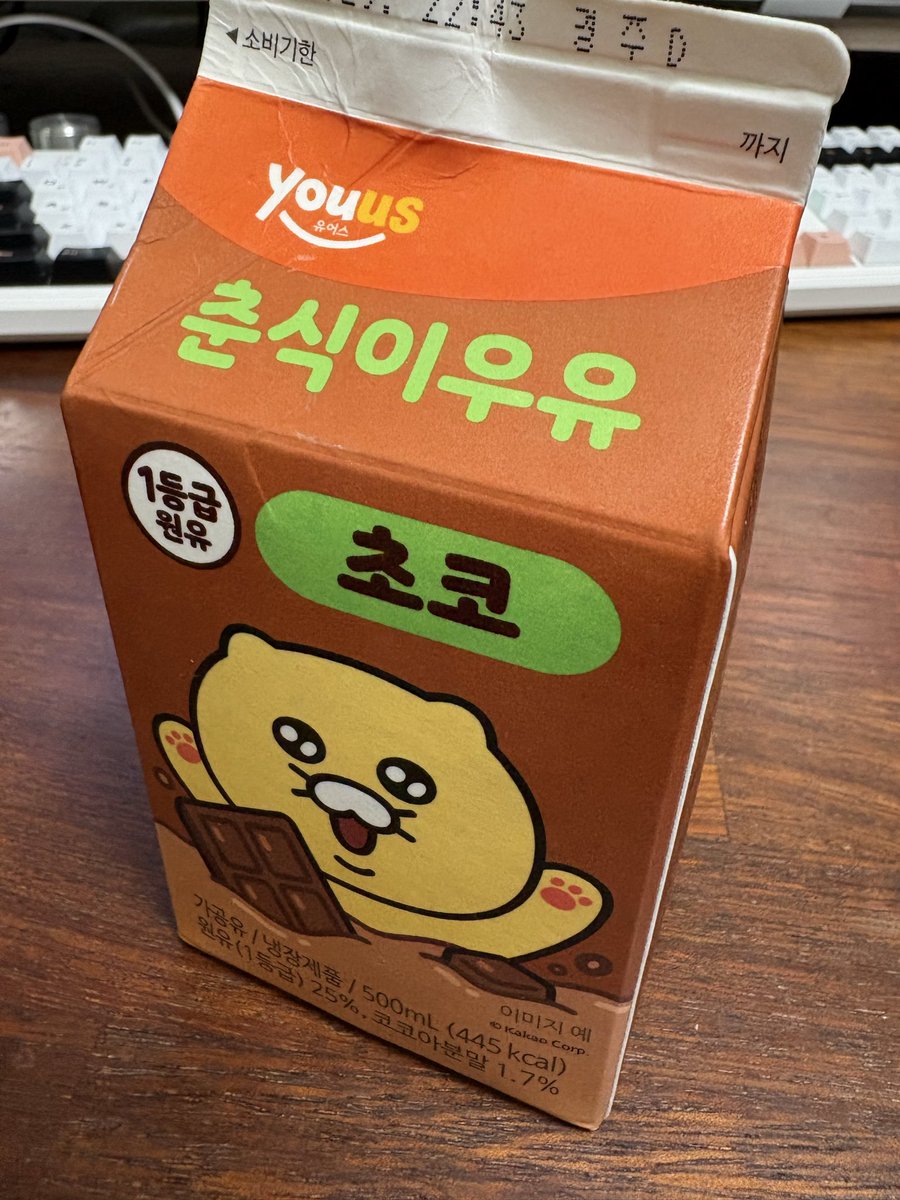 22:43 광주D
◀소비기한
까지
youus
유어스
춘식이우유
1등급
원유
초코
가공유 / 냉장제품 / 500mL (445 kcal)
원유(1등급) 25%, 코코아분말 1.7%
이미지 예
© Kakao Corp.